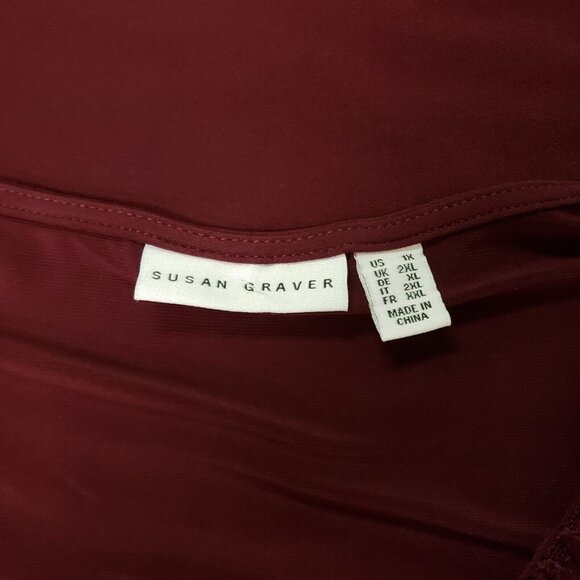 SUSAN GRAVER
US 1X
UK 2XL
DE XL
IT 2XL
FR XXL
MADE IN
CHINA